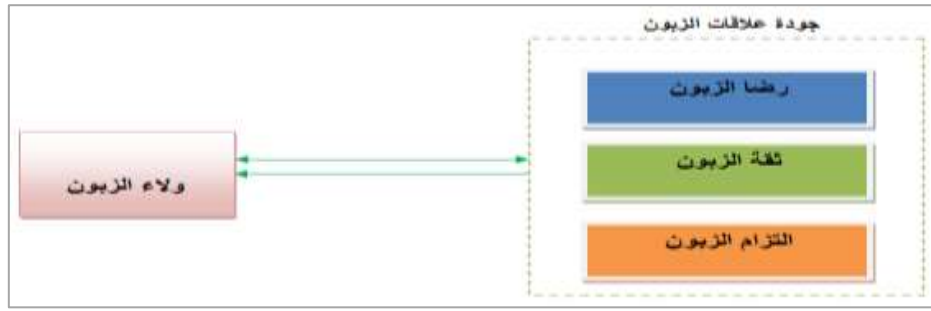 جودة علاقات الزبون
رضا الزبون
ثقة الزبون
التزام الزبون
ولاء الزبون